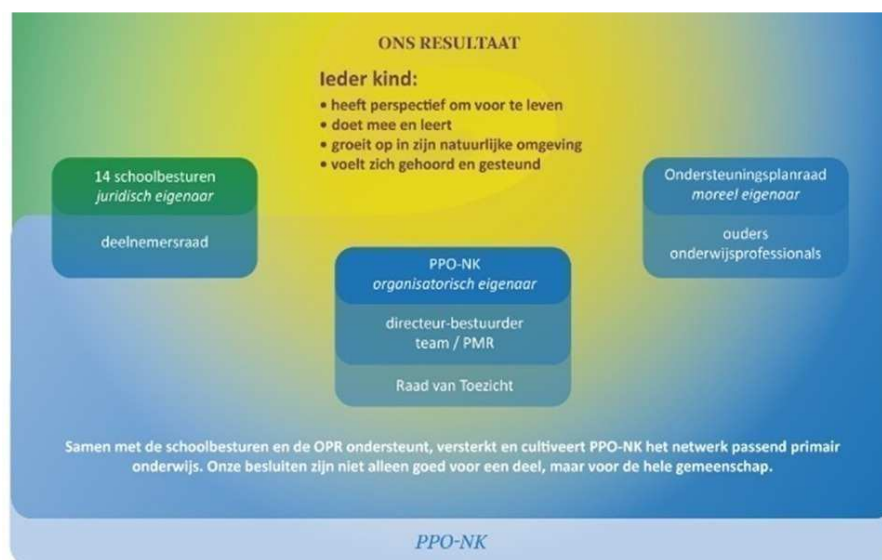 ONS RESULTAAT
Ieder kind:
• heeft perspectief om voor te leven
• doet mee en leert
• groeit op in zijn natuurlijke omgeving
• voelt zich gehoord en gesteund
14 schoolbesturen
juridisch eigenaar
deelnemersraad
Ondersteuningsplanraad
moreel eigenaar
ouders
onderwijsprofessionals
PPO-NK
organisatorisch eigenaar
directeur-bestuurder
team / PMR
Raad van Toezicht
Samen met de schoolbesturen en de OPR ondersteunt, versterkt en cultiveert PPO-NK het netwerk passend primair
onderwijs. Onze besluiten zijn niet alleen goed voor een deel, maar voor de hele gemeenschap.
PPO-NK